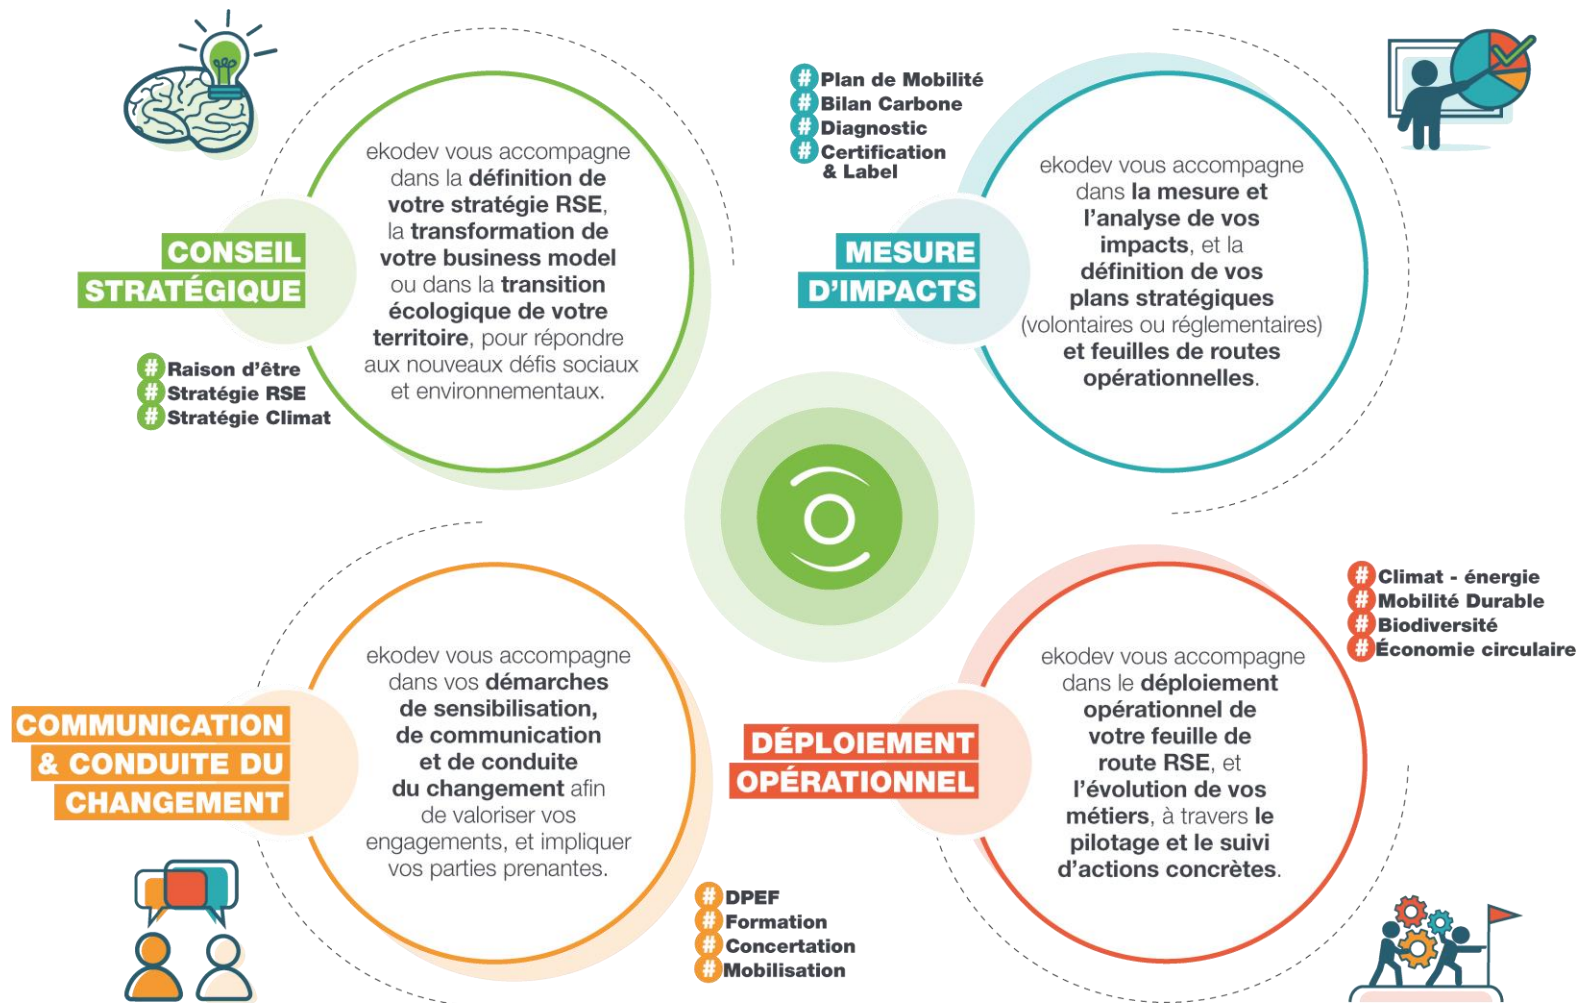 CONSEIL
STRATÉGIQUE
ekodev vous accompagne
dans la définition de
votre stratégie RSE,
la transformation de
votre business model
ou dans la transition
écologique de votre
territoire, pour répondre
aux nouveaux défis sociaux
et environnementaux.
# Raison d'être
# Stratégie RSE
# Stratégie Climat
# Plan de Mobilité
# Bilan Carbone
# Diagnostic
# Certification
& Label
MESURE
D'IMPACTS
ekodev vous accompagne
dans la mesure et
l'analyse de vos
impacts, et la
définition de vos
plans stratégiques
(volontaires ou réglementaires)
et feuilles de routes
opérationnelles.
COMMUNICATION
& CONDUITE DU
CHANGEMENT
ekodev vous accompagne
dans vos démarches
de sensibilisation,
de communication
et de conduite
du changement afin
de valoriser vos
engagements, et impliquer
vos parties prenantes.
# DPEF
# Formation
# Concertation
# Mobilisation
DÉPLOIEMENT
OPÉRATIONNEL
ekodev vous accompagne
dans le déploiement
opérationnel de
votre feuille de
route RSE, et
l'évolution de vos
métiers, à travers le
pilotage et le suivi
d'actions concrètes.
# Climat - énergie
# Mobilité Durable
# Biodiversité
# Économie circulaire